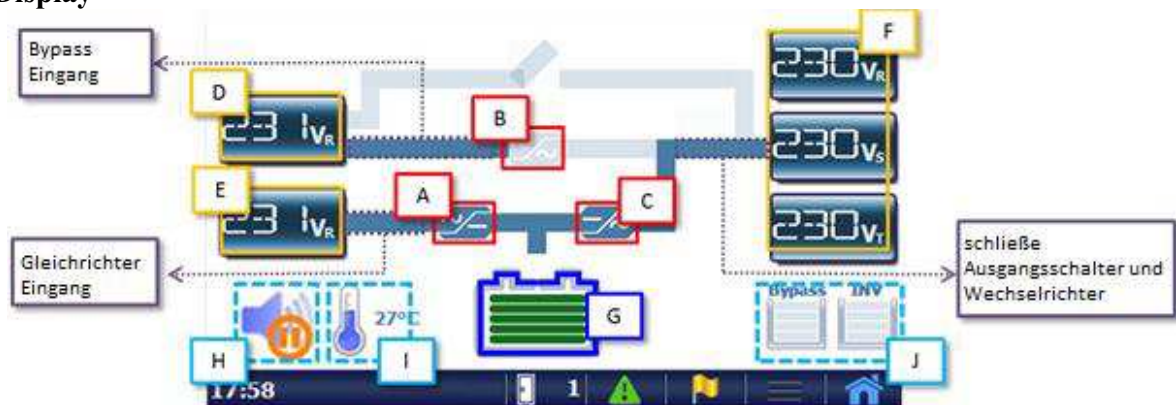 Display
Bypass
Eingang
D
231VR
B
E
231VR
A
C
F
230VR
230VS
230VT
Gleichrichter
Eingang
schließe
Ausgangsschalter und
Wechselrichter
27°C
G
Bypass
INV
H
I
J
17:58
1